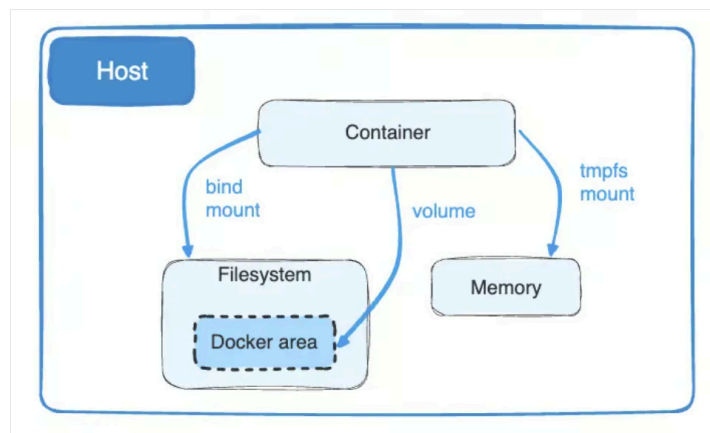 Host
Container
bind
mount
volume
tmpfs
mount
Filesystem
Memory
Docker area